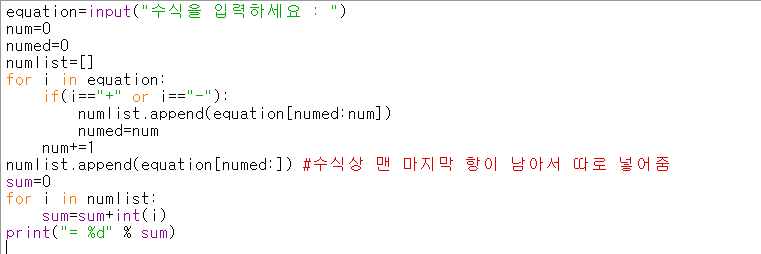 equation=input("수식을 입력하세요 : ")
num=0
numed=0
numlist=[]
for i in equation:
    if(i=="+" or i=="-"):
        numlist.append(equation[numed:num])
        numed=num
    num+=1
numlist.append(equation[numed:]) #수식상 맨 마지막 항이 남아서 따로 넣어줌
sum=0
for i in numlist:
    sum=sum+int(i)
print("= %d" % sum)